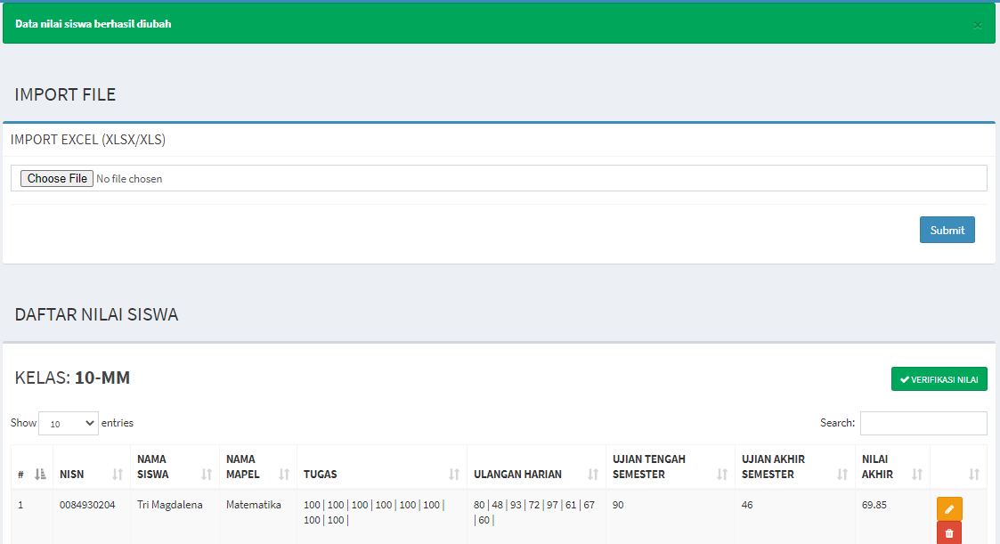 Data nilai siswa berhasil diubah ×
IMPORT FILE
IMPORT EXCEL (XLSX/XLS)
Choose File No file chosen
Submit
DAFTAR NILAI SISWA
KELAS: 10-MM
VERIFIKASI NILAI
Show 10 entries
Search:
# NISN NAMA SISWA NAMA MAPEL TUGAS ULANGAN HARIAN UJIAN TENGAH SEMESTER UJIAN AKHIR SEMESTER NILAI AKHIR
1 0084930204 Tri Magdalena Matematika 100 | 100 | 100 | 100 | 100 | 100 | 80 | 48 | 93 | 72 | 97 | 61 | 67 90 46 69.85
100 | 100 | | 60 |